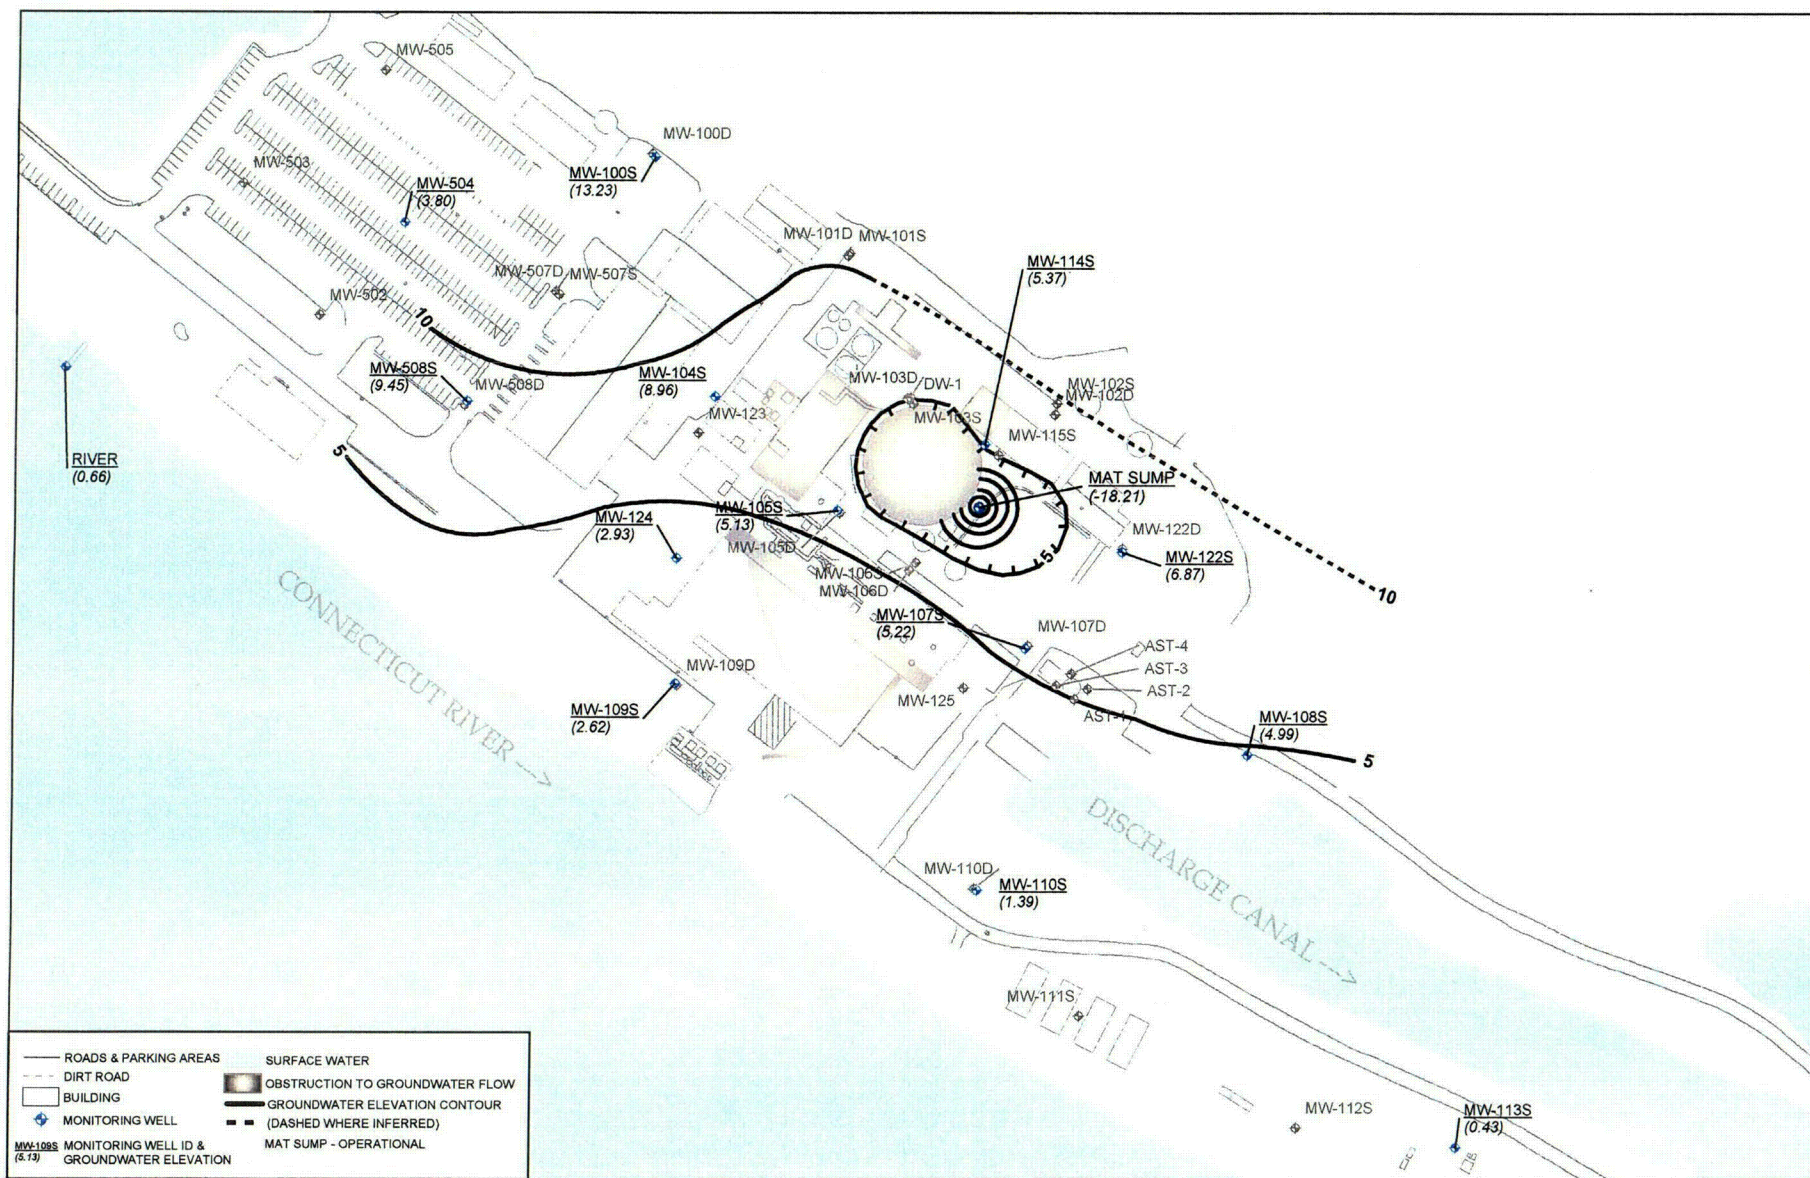 MW-505
MW-100D
MW-100S
(13.23)
MW-503
MW-504
(3.80)
MW-101D
MW-101S
MW-114S
(5.37)
MW-507D
MW-507S
MW-502
10
MW-508S
(9.45)
MW-508D
MW-104S
(8.96)
MW-123
MW-103D
DW-1
MW-103S
MW-102S
MW-102D
MW-115S
RIVER
(0.66)
5
MAT SUMP
(-18.21)
MW-124
(2.93)
MW-105S
(5.13)
MW-105D
MW-122D
MW-122S
(6.87)
5
MW-106S
MW-106D
10
MW-107S
(5.22)
MW-107D
AST-4
AST-3
AST-2
AST-1
CONNECTICUT RIVER --->
MW-109D
MW-109S
(2.62)
MW-125
MW-108S
(4.99)
5
DISCHARGE CANAL --->
MW-110D
MW-110S
(1.39)
MW-111S
MW-112S
MW-113S
(0.43)
ROADS & PARKING AREAS
DIRT ROAD
BUILDING
MONITORING WELL
MW-109S
(5.13)
MONITORING WELL ID &
GROUNDWATER ELEVATION
SURFACE WATER
OBSTRUCTION TO GROUNDWATER FLOW
GROUNDWATER ELEVATION CONTOUR
(DASHED WHERE INFERRED)
MAT SUMP - OPERATIONAL